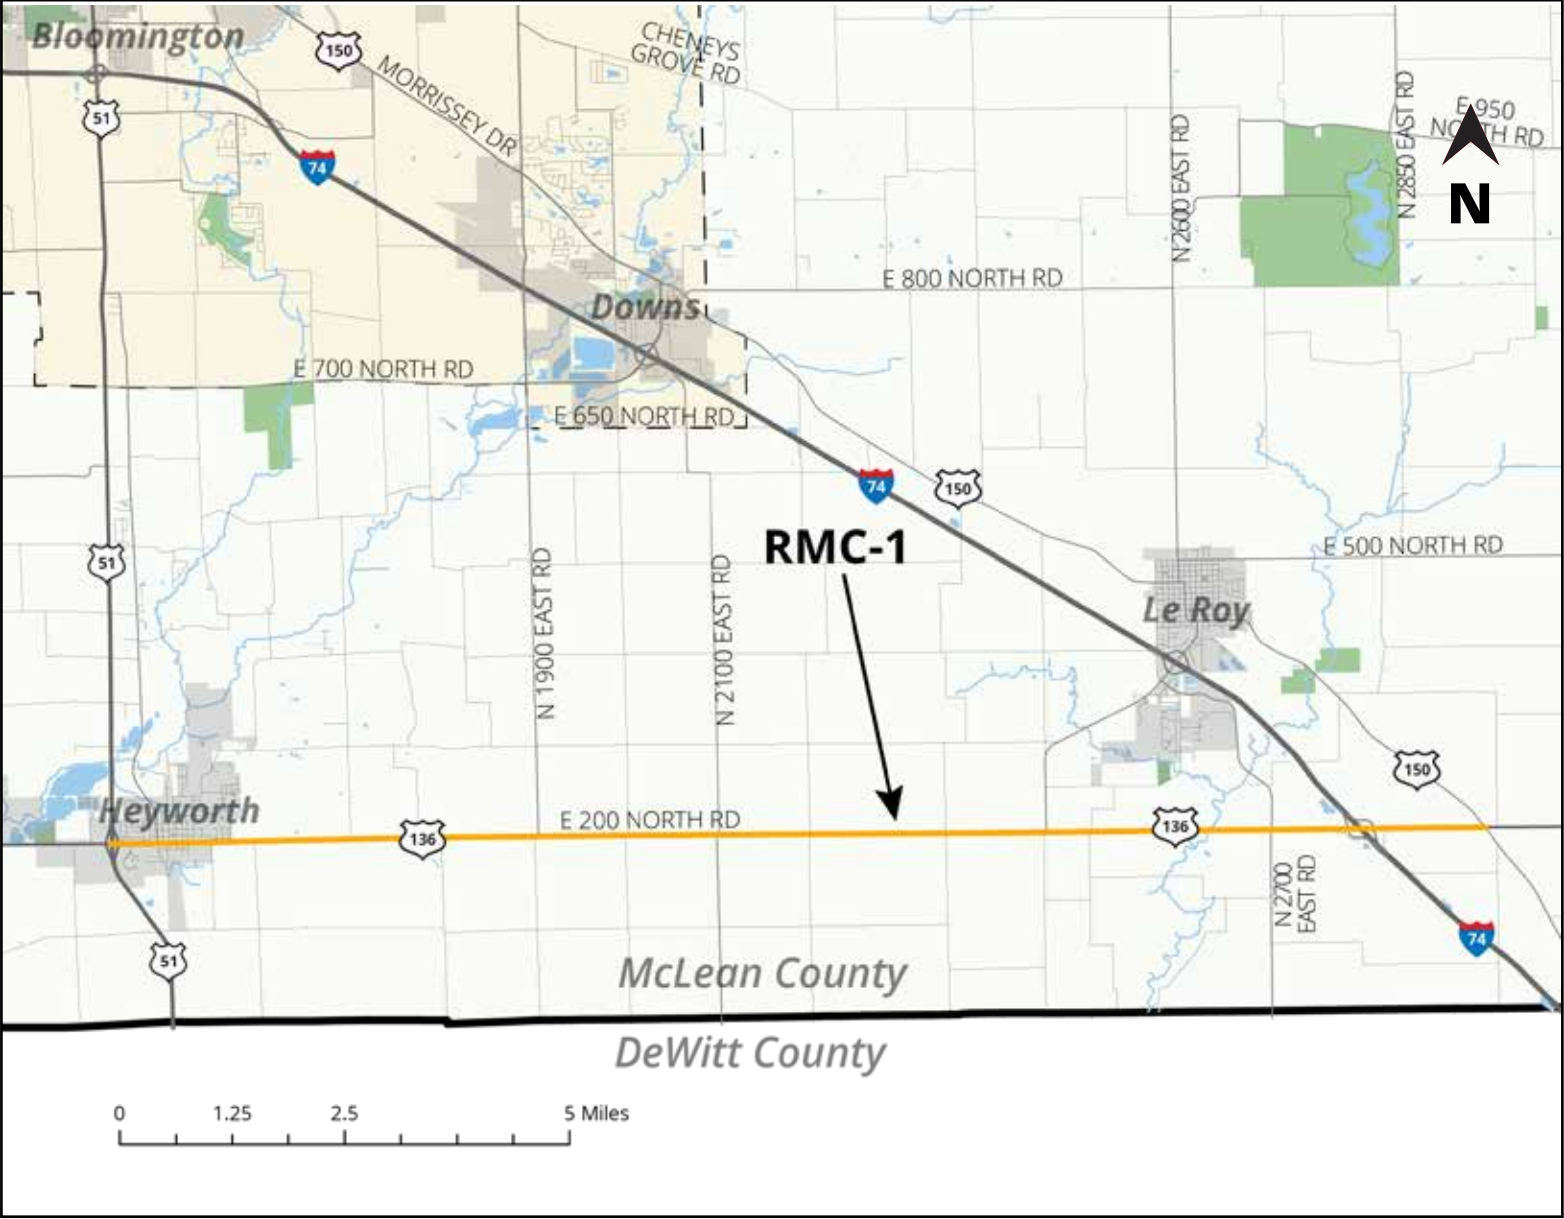 Bloomington
150
CHENEYS
GROVE RD
MORRISSEY DR
51
74
N 2600 EAST RD
N 2850 EAST RD
E 950
NORTH RD
N
E 800 NORTH RD
Downs
E 700 NORTH RD
E 650 NORTH RD
74
150
RMC-1
51
N 1900 EAST RD
N 2100 EAST RD
E 500 NORTH RD
Le Roy
150
Heyworth
136
E 200 NORTH RD
136
N 2700
EAST RD
74
51
McLean County
DeWitt County
0 1.25 2.5 5 Miles